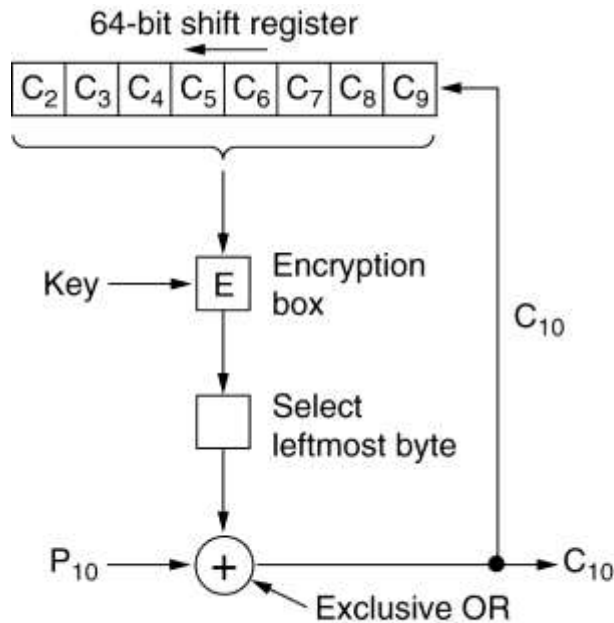 64-bit shift register
C₂ C₃ C₄ C₅ C₆ C₇ C₈ C₉
Key
E
Encryption
box
C₁₀
Select
leftmost byte
P₁₀
+
C₁₀
Exclusive OR